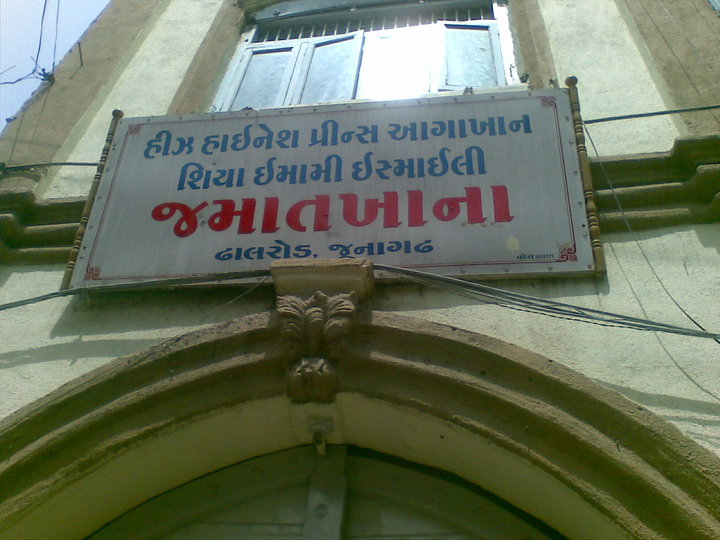 હીઝ હાઈનેશ પ્રીન્સ આગાખાન
શિયા ઈમામી ઈસ્માઈલી
જમાતખાના
ઢાલરોડ, જૂનાગઢ